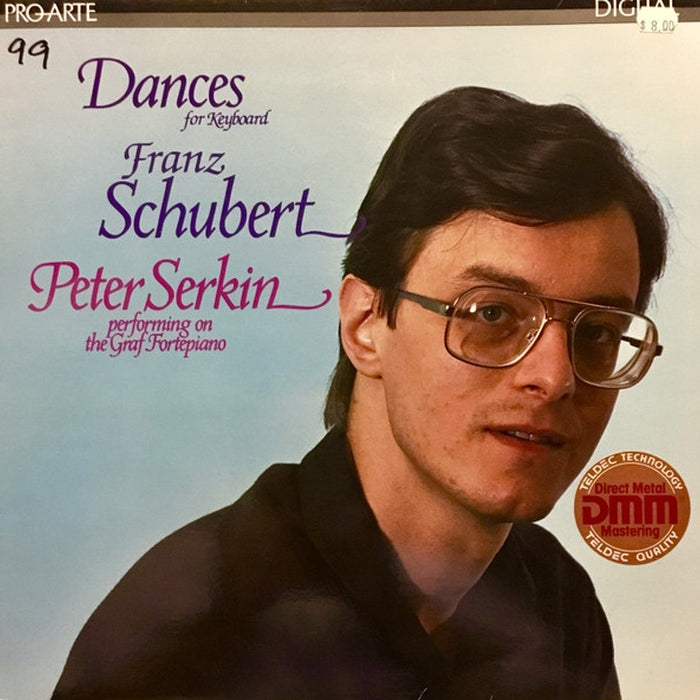 PRO ARTE
DIGITAL
$ 8.00
99
Dances
for Keyboard
Franz
Schubert
Peter Serkin
performing on
the Graf Fortepiano
TELDEC TECHNOLOGY
Direct Metal
DMM
Mastering
TELDEC QUALITY